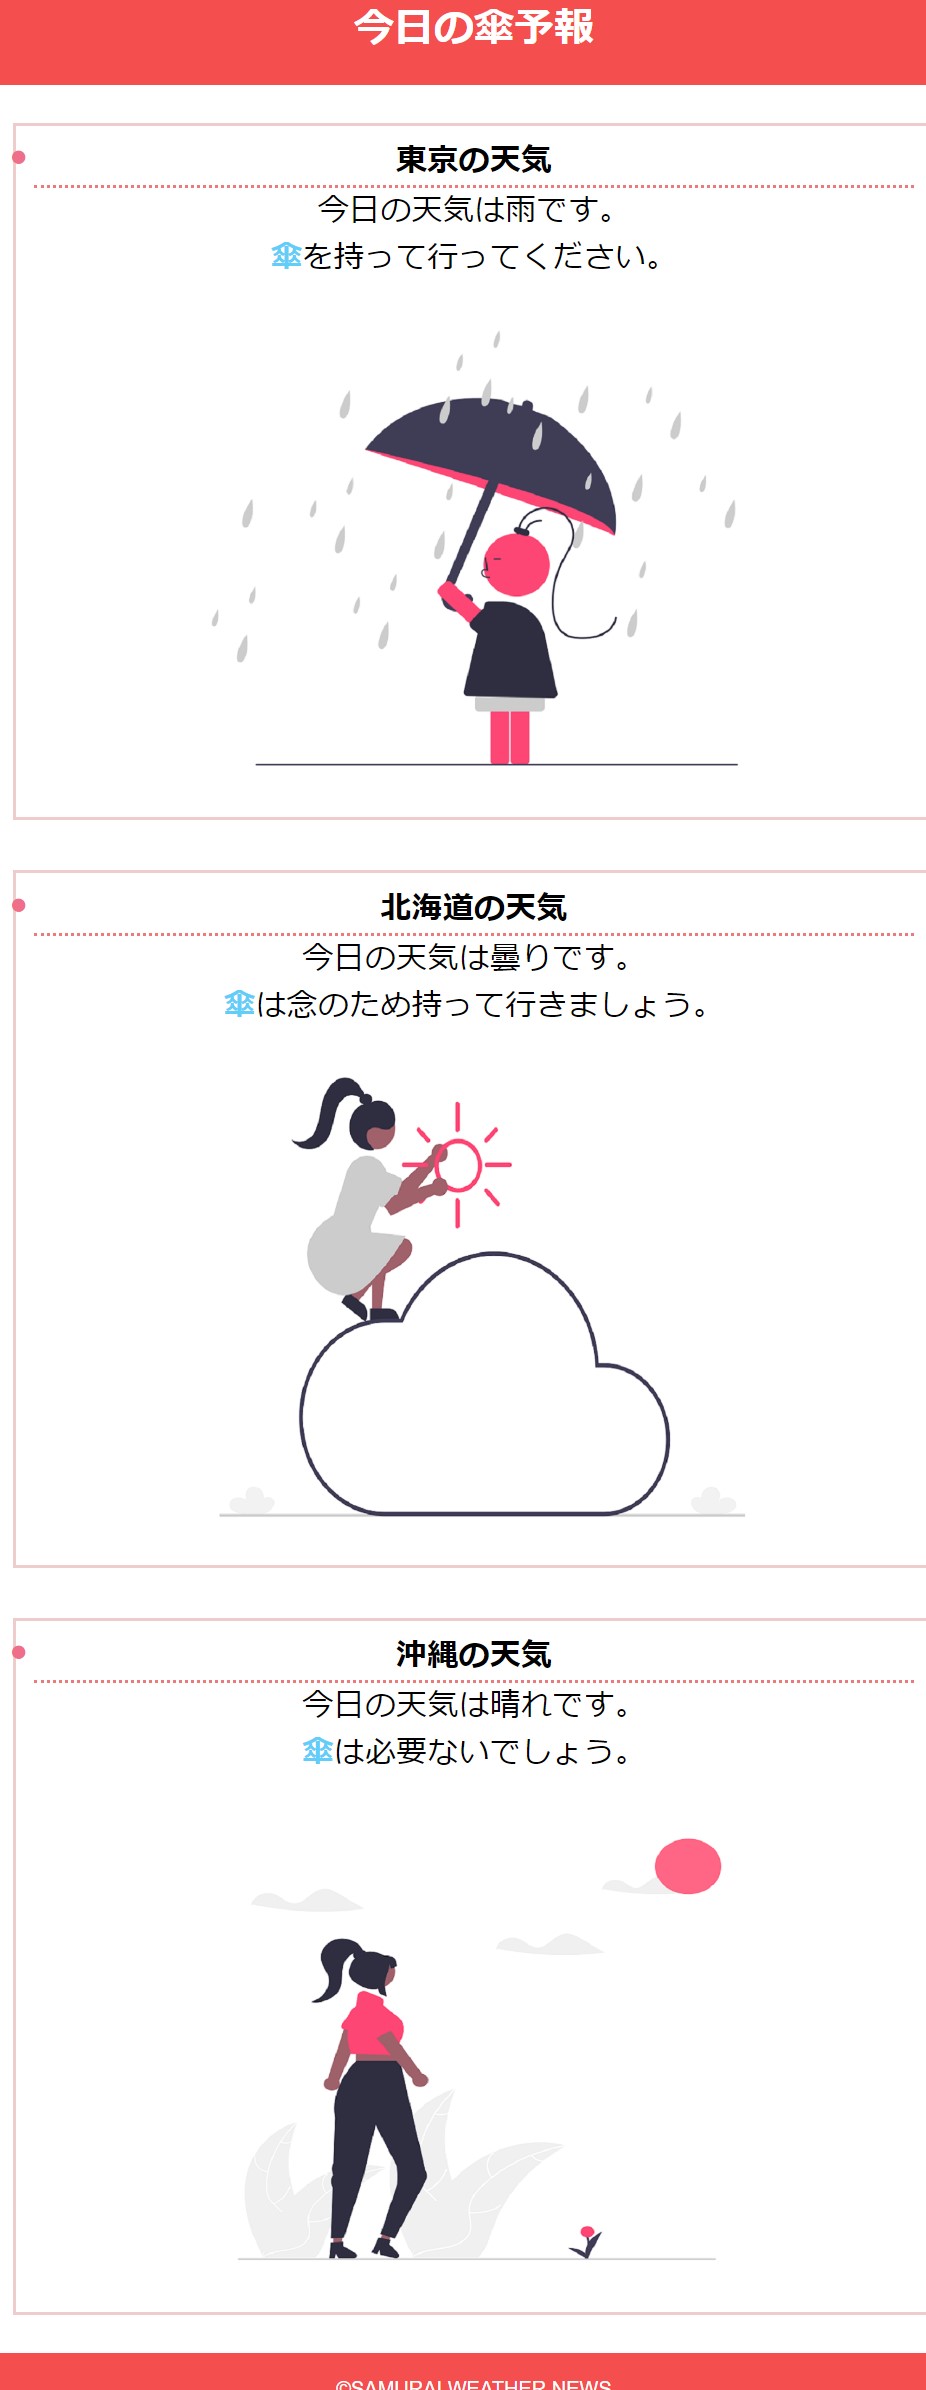 今日の傘予報
東京の天気
今日の天気は雨です。
傘を持って行ってください。
北海道の天気
今日の天気は曇りです。
傘は念のため持って行きましょう。
沖縄の天気
今日の天気は晴れです。
傘は必要ないでしょう。
©SAMURAI WEATHER NEWS